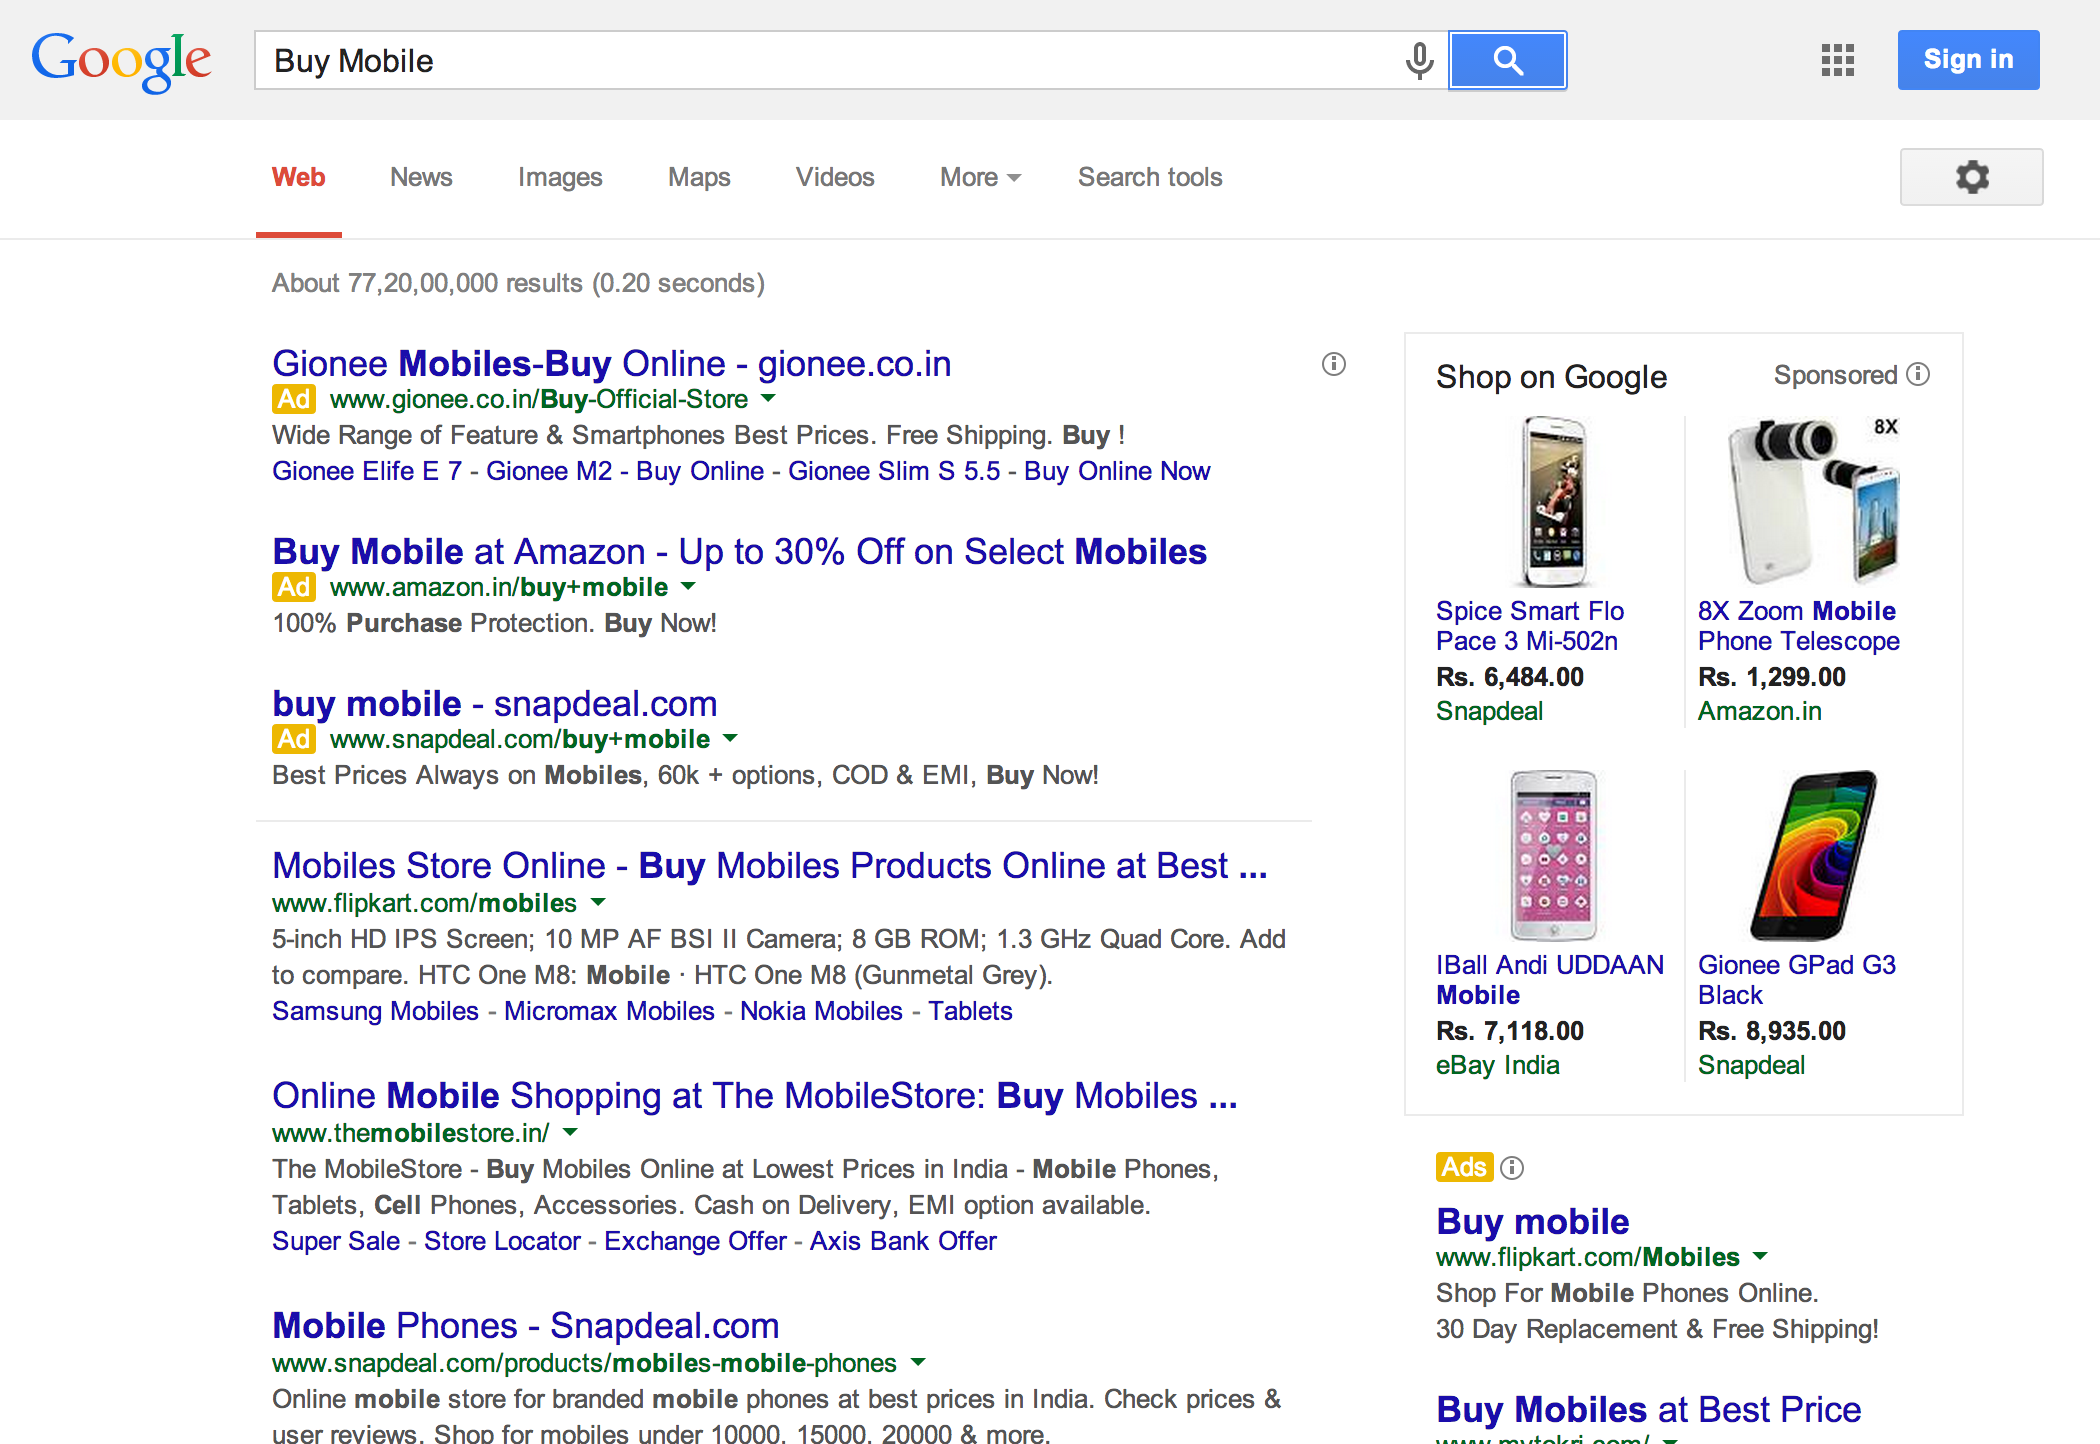 Google
Buy Mobile
Sign in
Web News Images Maps Videos More Search tools
About 77,20,00,000 results (0.20 seconds)
Gionee Mobiles-Buy Online - gionee.co.in
Ad www.gionee.co.in/Buy-Official-Store
Wide Range of Feature & Smartphones Best Prices. Free Shipping. Buy !
Gionee Elife E 7 - Gionee M2 - Buy Online - Gionee Slim S 5.5 - Buy Online Now
Buy Mobile at Amazon - Up to 30% Off on Select Mobiles
Ad www.amazon.in/buy+mobile
100% Purchase Protection. Buy Now!
buy mobile - snapdeal.com
Ad www.snapdeal.com/buy+mobile
Best Prices Always on Mobiles, 60k + options, COD & EMI, Buy Now!
Mobiles Store Online - Buy Mobiles Products Online at Best ...
www.flipkart.com/mobiles
5-inch HD IPS Screen; 10 MP AF BSI II Camera; 8 GB ROM; 1.3 GHz Quad Core. Add
to compare. HTC One M8: Mobile · HTC One M8 (Gunmetal Grey).
Samsung Mobiles - Micromax Mobiles - Nokia Mobiles - Tablets
Online Mobile Shopping at The MobileStore: Buy Mobiles ...
www.themobilestore.in/
The MobileStore - Buy Mobiles Online at Lowest Prices in India - Mobile Phones,
Tablets, Cell Phones, Accessories. Cash on Delivery, EMI option available.
Super Sale - Store Locator - Exchange Offer - Axis Bank Offer
Mobile Phones - Snapdeal.com
www.snapdeal.com/products/mobiles-mobile-phones
Online mobile store for branded mobile phones at best prices in India. Check prices &
user reviews. Shop for mobiles under 10000, 15000, 20000 & more.
Shop on Google Sponsored
8X
Spice Smart Flo
Pace 3 Mi-502n
Rs. 6,484.00
Snapdeal
8X Zoom Mobile
Phone Telescope
Rs. 1,299.00
Amazon.in
IBall Andi UDDAAN
Mobile
Rs. 7,118.00
eBay India
Gionee GPad G3
Black
Rs. 8,935.00
Snapdeal
Ads
Buy mobile
www.flipkart.com/Mobiles
Shop For Mobile Phones Online.
30 Day Replacement & Free Shipping!
Buy Mobiles at Best Price
www.mytokri.com/